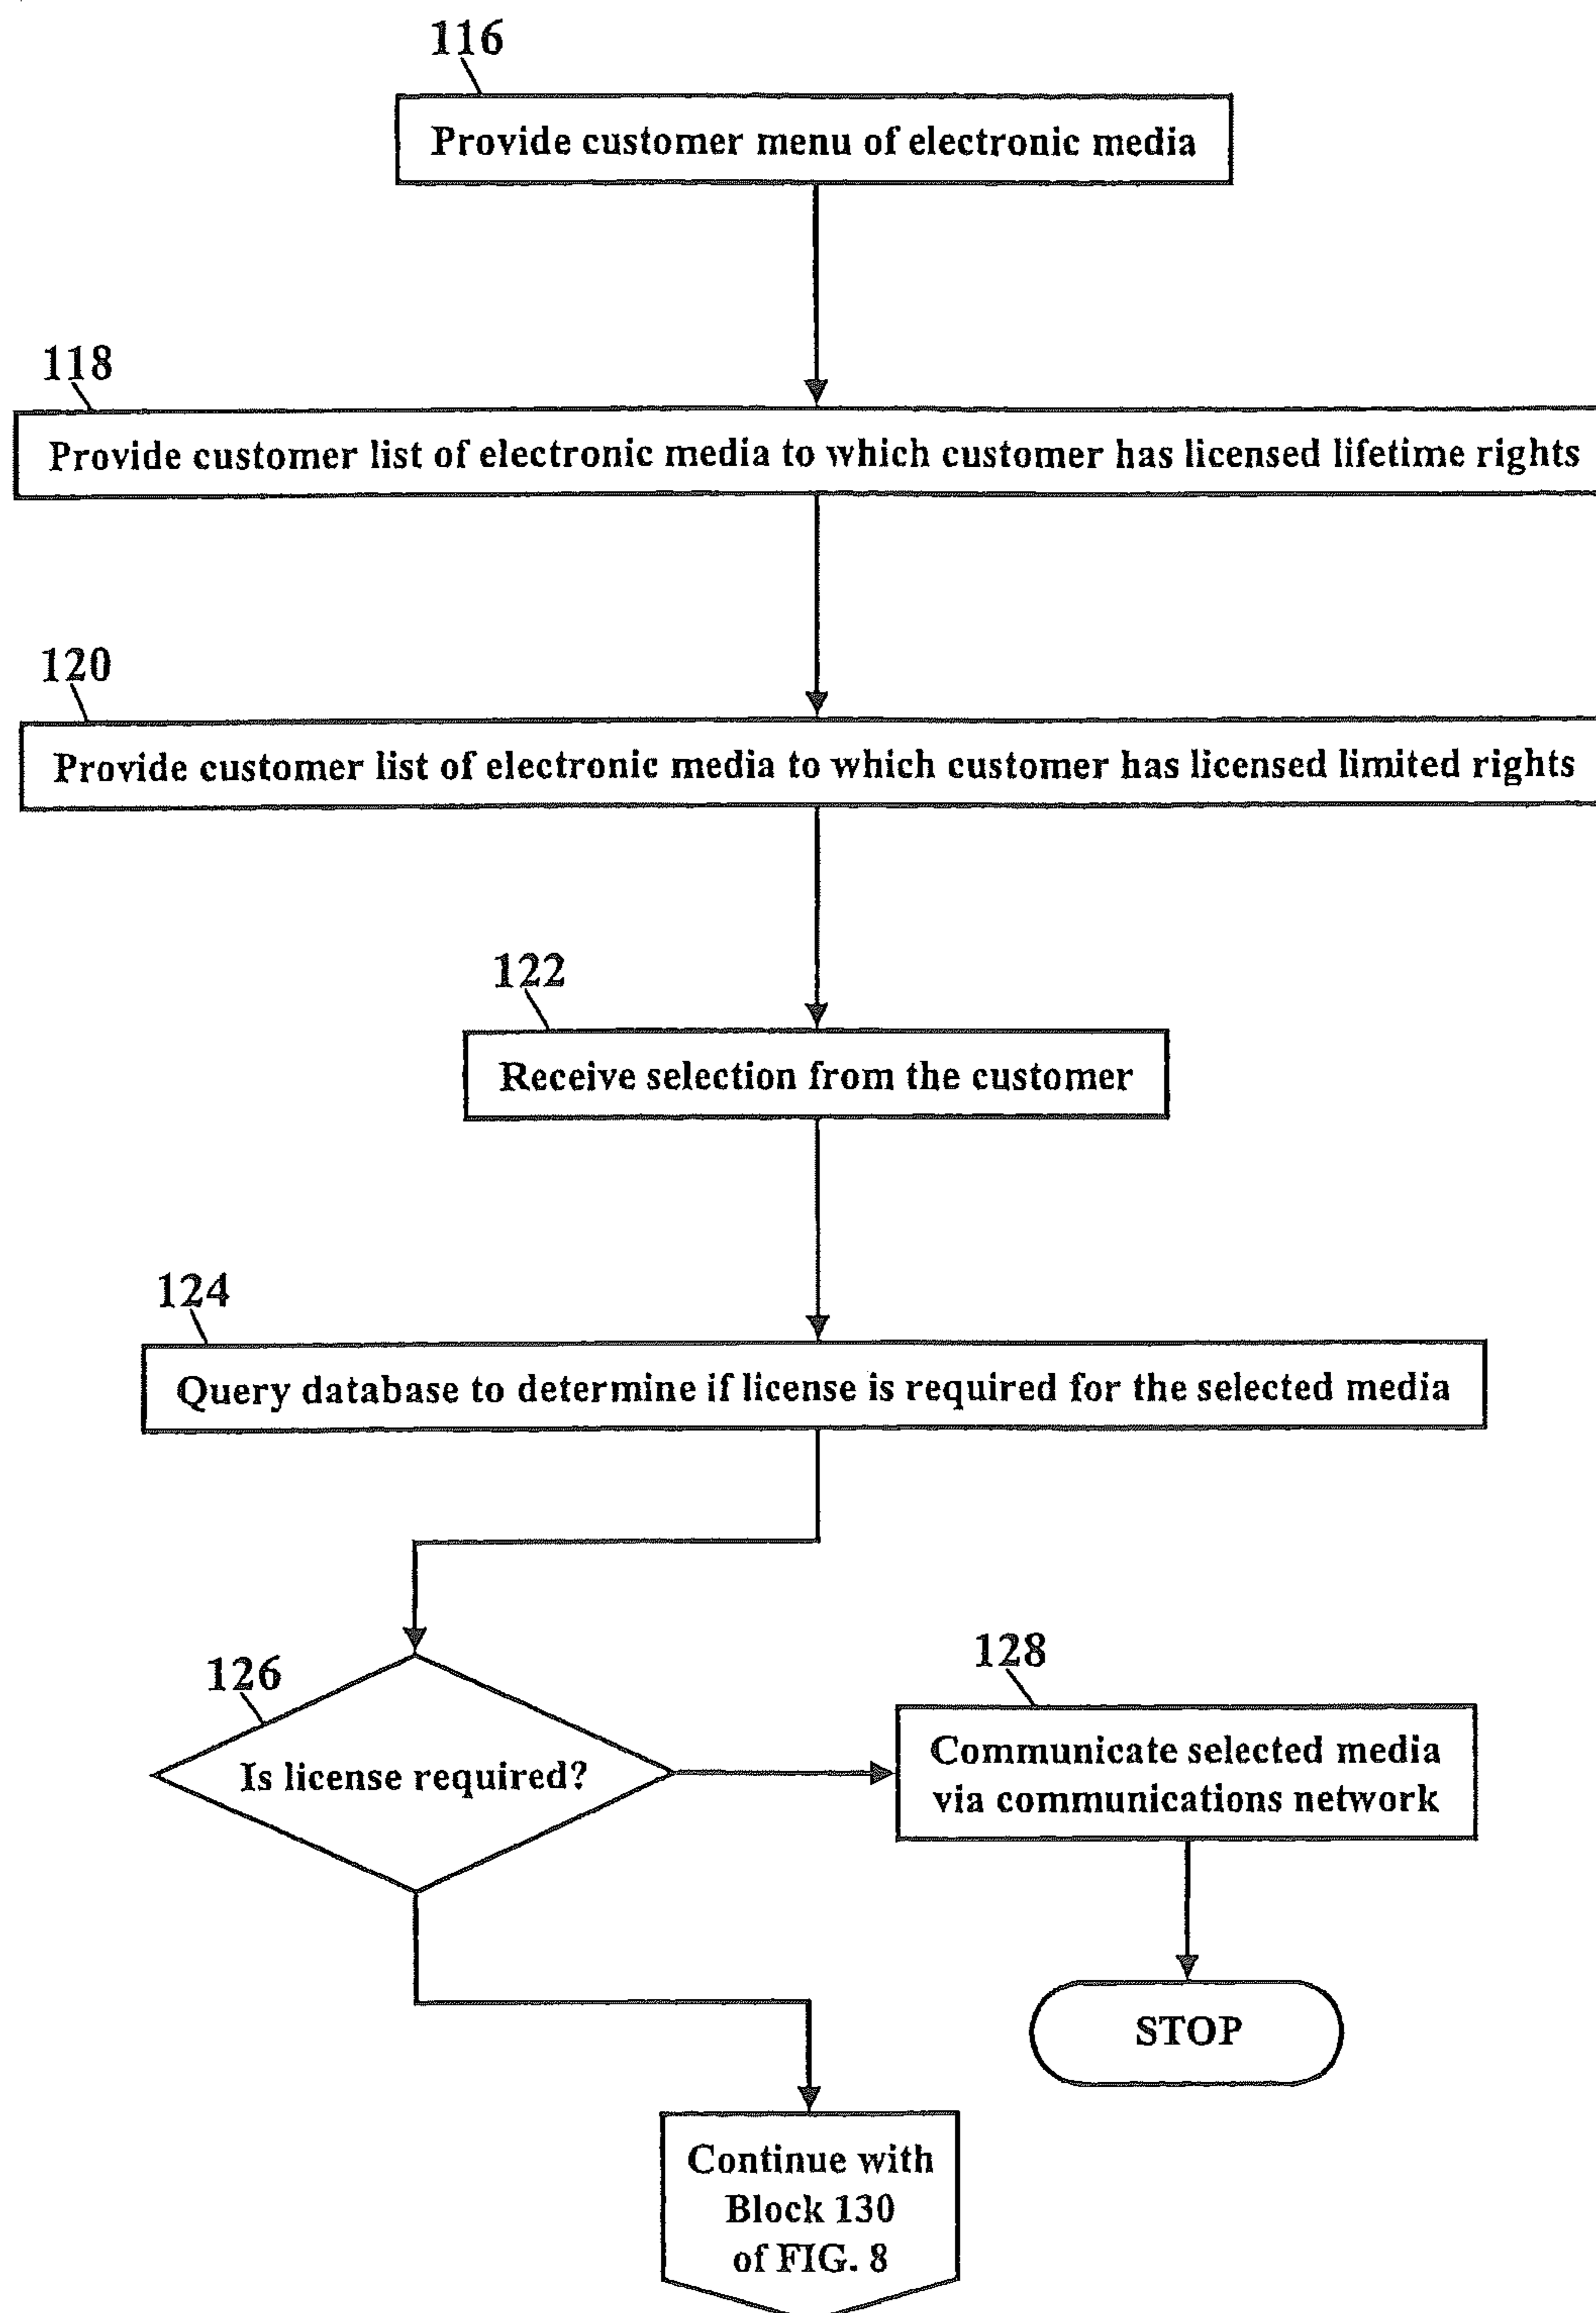 116
Provide customer menu of electronic media
118
Provide customer list of electronic media to which customer has licensed lifetime rights
120
Provide customer list of electronic media to which customer has licensed limited rights
122
Receive selection from the customer
124
Query database to determine if license is required for the selected media
126
Is license required?
128
Communicate selected media
via communications network
STOP
Continue with
Block 130
of FIG. 8